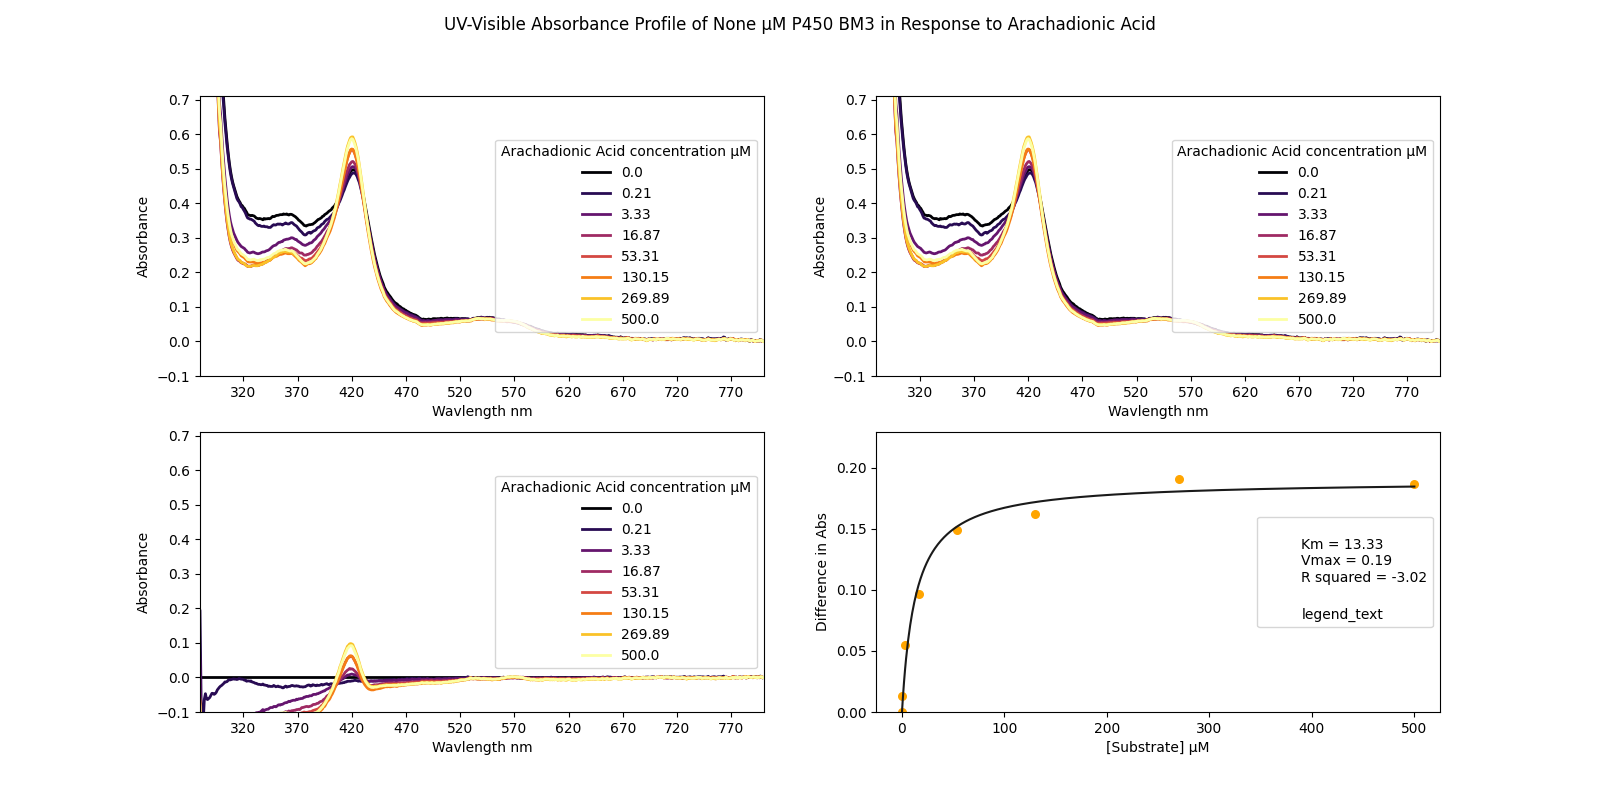 UV-Visible Absorbance Profile of None μM P450 BM3 in Response to Arachadionic Acid
0.7
0.6
0.5
0.4
0.3
0.2
0.1
0.0
−0.1
Absorbance
320 370 420 470 520 570 620 670 720 770
Wavlength nm
Arachadionic Acid concentration μM
0.0
0.21
3.33
16.87
53.31
130.15
269.89
500.0
0.7
0.6
0.5
0.4
0.3
0.2
0.1
0.0
−0.1
Absorbance
320 370 420 470 520 570 620 670 720 770
Wavlength nm
Arachadionic Acid concentration μM
0.0
0.21
3.33
16.87
53.31
130.15
269.89
500.0
0.7
0.6
0.5
0.4
0.3
0.2
0.1
0.0
−0.1
Absorbance
320 370 420 470 520 570 620 670 720 770
Wavlength nm
Arachadionic Acid concentration μM
0.0
0.21
3.33
16.87
53.31
130.15
269.89
500.0
0.20
0.15
0.10
0.05
0.00
Difference in Abs
0 100 200 300 400 500
[Substrate] μM
Km = 13.33
Vmax = 0.19
R squared = -3.02
legend_text